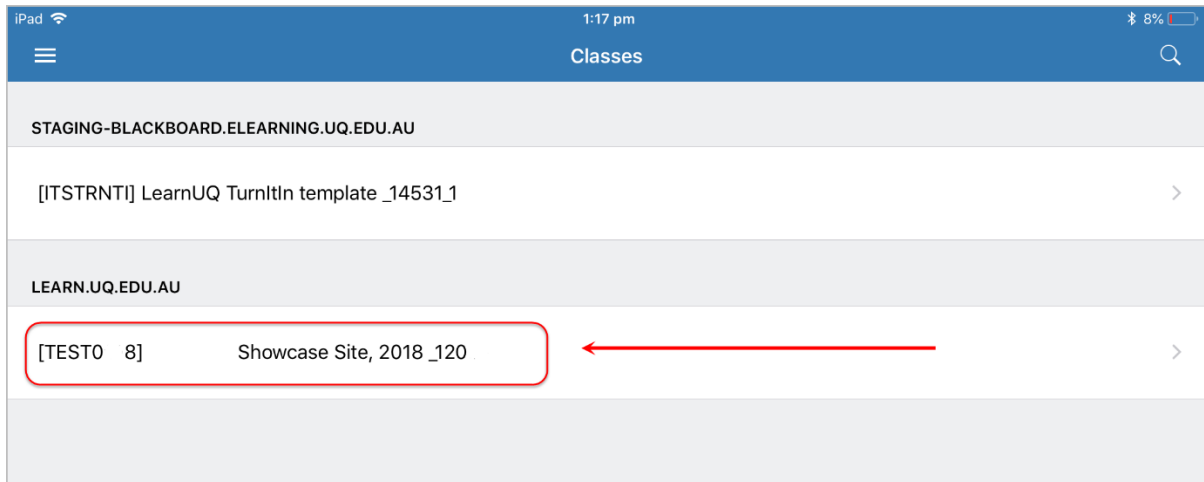 iPad 1:17 pm 8%
Classes
STAGING-BLACKBOARD.ELEARNING.UQ.EDU.AU
[ITSTRNTI] LearnUQ TurnItIn template _14531_1
LEARN.UQ.EDU.AU
[TEST0 8] Showcase Site, 2018 _120